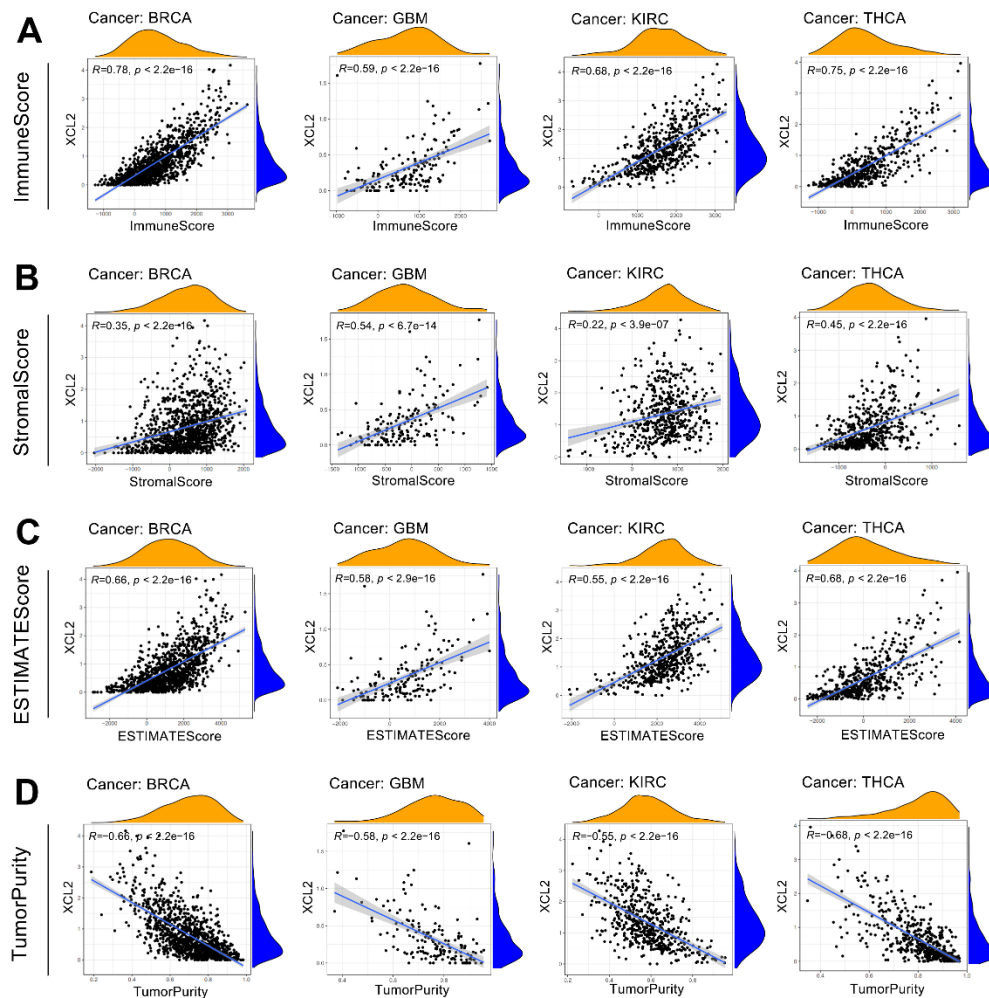 A
ImmuneScore
Cancer: BRCA
Cancer: GBM
Cancer: KIRC
Cancer: THCA
R=0.78, p < 2.2e-16
R=0.59, p < 2.2e-16
R=0.68, p < 2.2e-16
R=0.75, p < 2.2e-16
XCL2
XCL2
XCL2
XCL2
ImmuneScore
ImmuneScore
ImmuneScore
ImmuneScore
B
StromalScore
Cancer: BRCA
Cancer: GBM
Cancer: KIRC
Cancer: THCA
R=0.35, p < 2.2e-16
R=0.54, p < 6.7e-14
R=0.22, p < 3.9e-07
R=0.45, p < 2.2e-16
XCL2
XCL2
XCL2
XCL2
StromalScore
StromalScore
StromalScore
StromalScore
C
ESTIMATEScore
Cancer: BRCA
Cancer: GBM
Cancer: KIRC
Cancer: THCA
R=0.66, p < 2.2e-16
R=0.58, p < 2.9e-16
R=0.55, p < 2.2e-16
R=0.68, p < 2.2e-16
XCL2
XCL2
XCL2
XCL2
ESTIMATEScore
ESTIMATEScore
ESTIMATEScore
ESTIMATEScore
D
TumorPurity
Cancer: BRCA
Cancer: GBM
Cancer: KIRC
Cancer: THCA
R=-0.66, p < 2.2e-16
R=-0.58, p < 2.2e-16
R=-0.55, p < 2.2e-16
R=-0.68, p < 2.2e-16
XCL2
XCL2
XCL2
XCL2
TumorPurity
TumorPurity
TumorPurity
TumorPurity